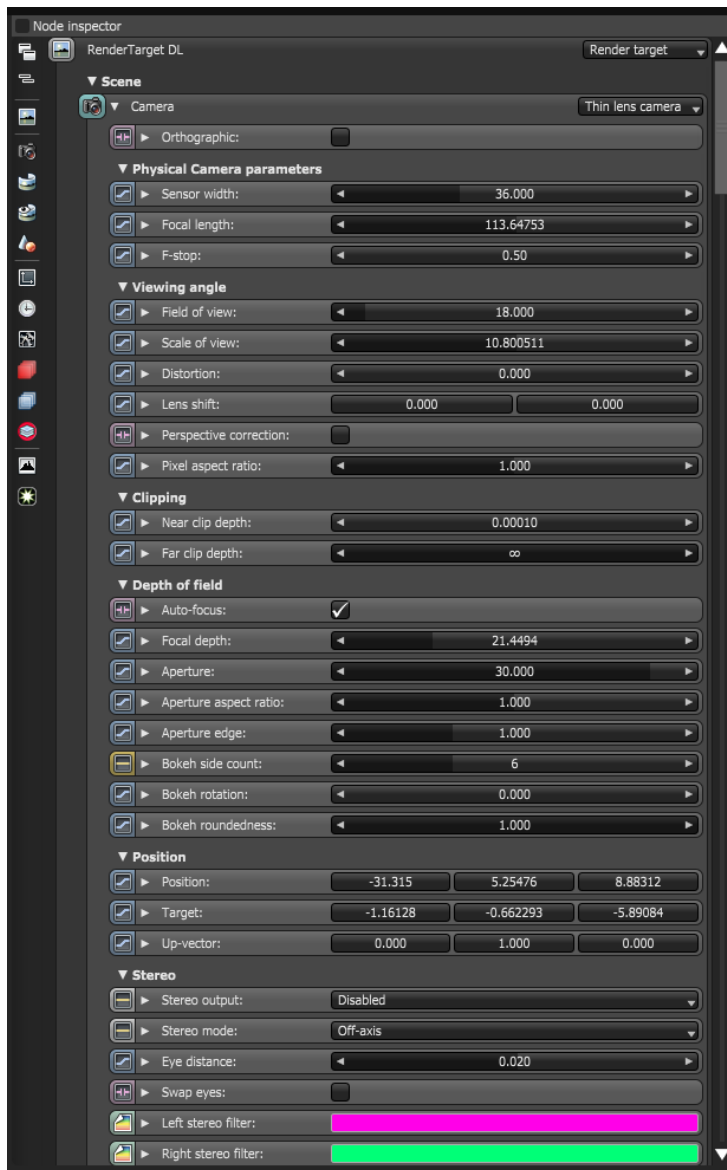 Node inspector
RenderTarget DL Render target
Scene
Camera Thin lens camera
Orthographic:
Physical Camera parameters
Sensor width: 36.000
Focal length: 113.64753
F-stop: 0.50
Viewing angle
Field of view: 18.000
Scale of view: 10.800511
Distortion: 0.000
Lens shift: 0.000 0.000
Perspective correction:
Pixel aspect ratio: 1.000
Clipping
Near clip depth: 0.00010
Far clip depth: ∞
Depth of field
Auto-focus:
Focal depth: 21.4494
Aperture: 30.000
Aperture aspect ratio: 1.000
Aperture edge: 1.000
Bokeh side count: 6
Bokeh rotation: 0.000
Bokeh roundedness: 1.000
Position
Position: -31.315 5.25476 8.88312
Target: -1.16128 -0.662293 -5.89084
Up-vector: 0.000 1.000 0.000
Stereo
Stereo output: Disabled
Stereo mode: Off-axis
Eye distance: 0.020
Swap eyes:
Left stereo filter:
Right stereo filter: